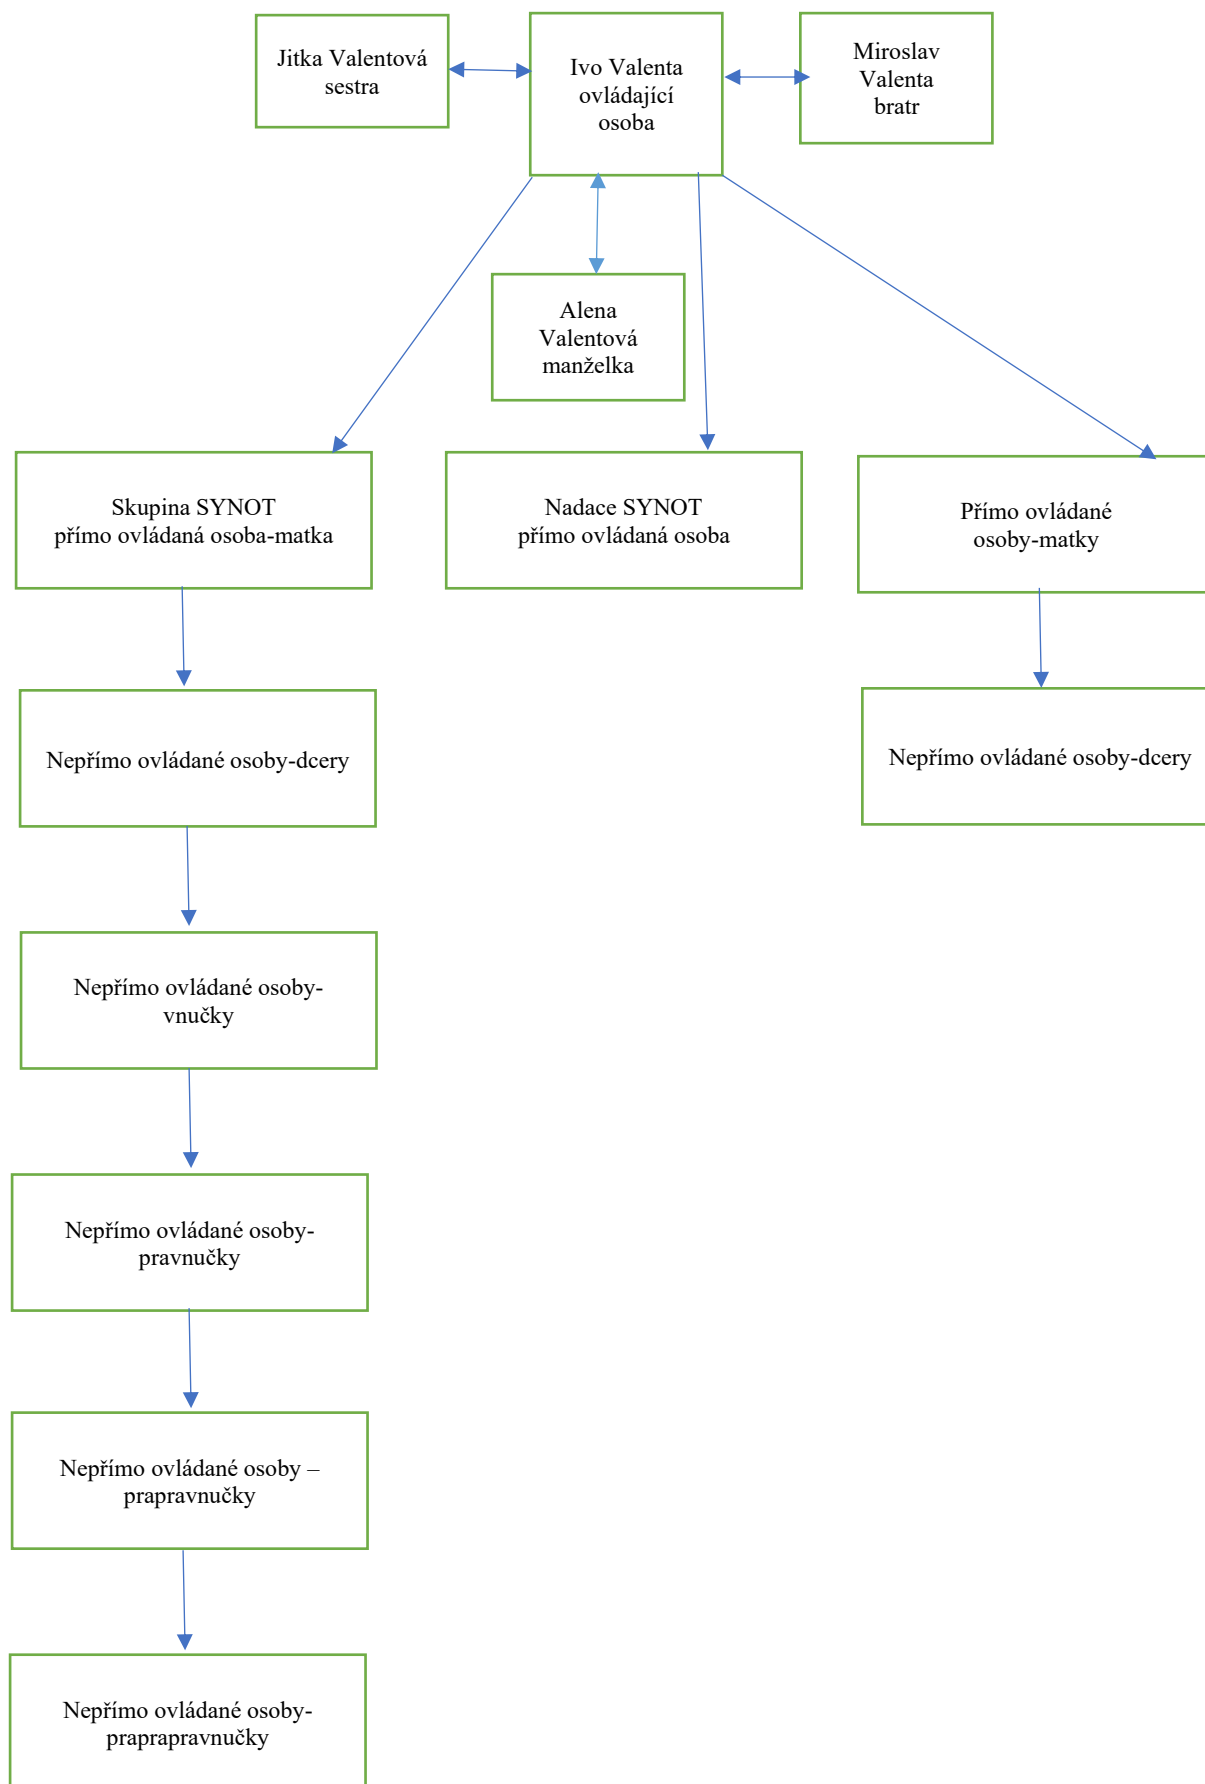 Jitka Valentová
sestra
Ivo Valenta
ovládající
osoba
Miroslav
Valenta
bratr
Alena
Valentová
manželka
Skupina SYNOT
přímo ovládaná osoba-matka
Nadace SYNOT
přímo ovládaná osoba
Přímo ovládané
osoby-matky
Nepřímo ovládané osoby-dcery
Nepřímo ovládané osoby-dcery
Nepřímo ovládané osoby-
vnučky
Nepřímo ovládané osoby-
pravnučky
Nepřímo ovládané osoby –
prapravnučky
Nepřímo ovládané osoby-
praprapravnučky